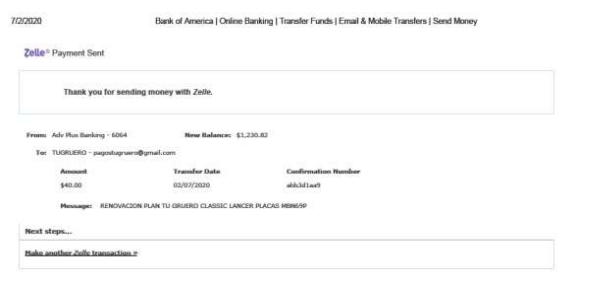 7/2/2020 Bank of America | Online Banking | Transfer Funds | Email & Mobile Transfers | Send Money
Zelle® Payment Sent
Thank you for sending money with Zelle.
From: Adv Plus Banking - 6064 New Balance: $1,230.82
To: TUGRUERO - pagostugruero@gmail.com
Amount Transfer Date Confirmation Number
$40.00 02/07/2020 ahh3d1aa9
Message: RENOVACION PLAN TU GRUERO CLASSIC LANCER PLACAS MBM69P
Next steps...
Make another Zelle transaction »